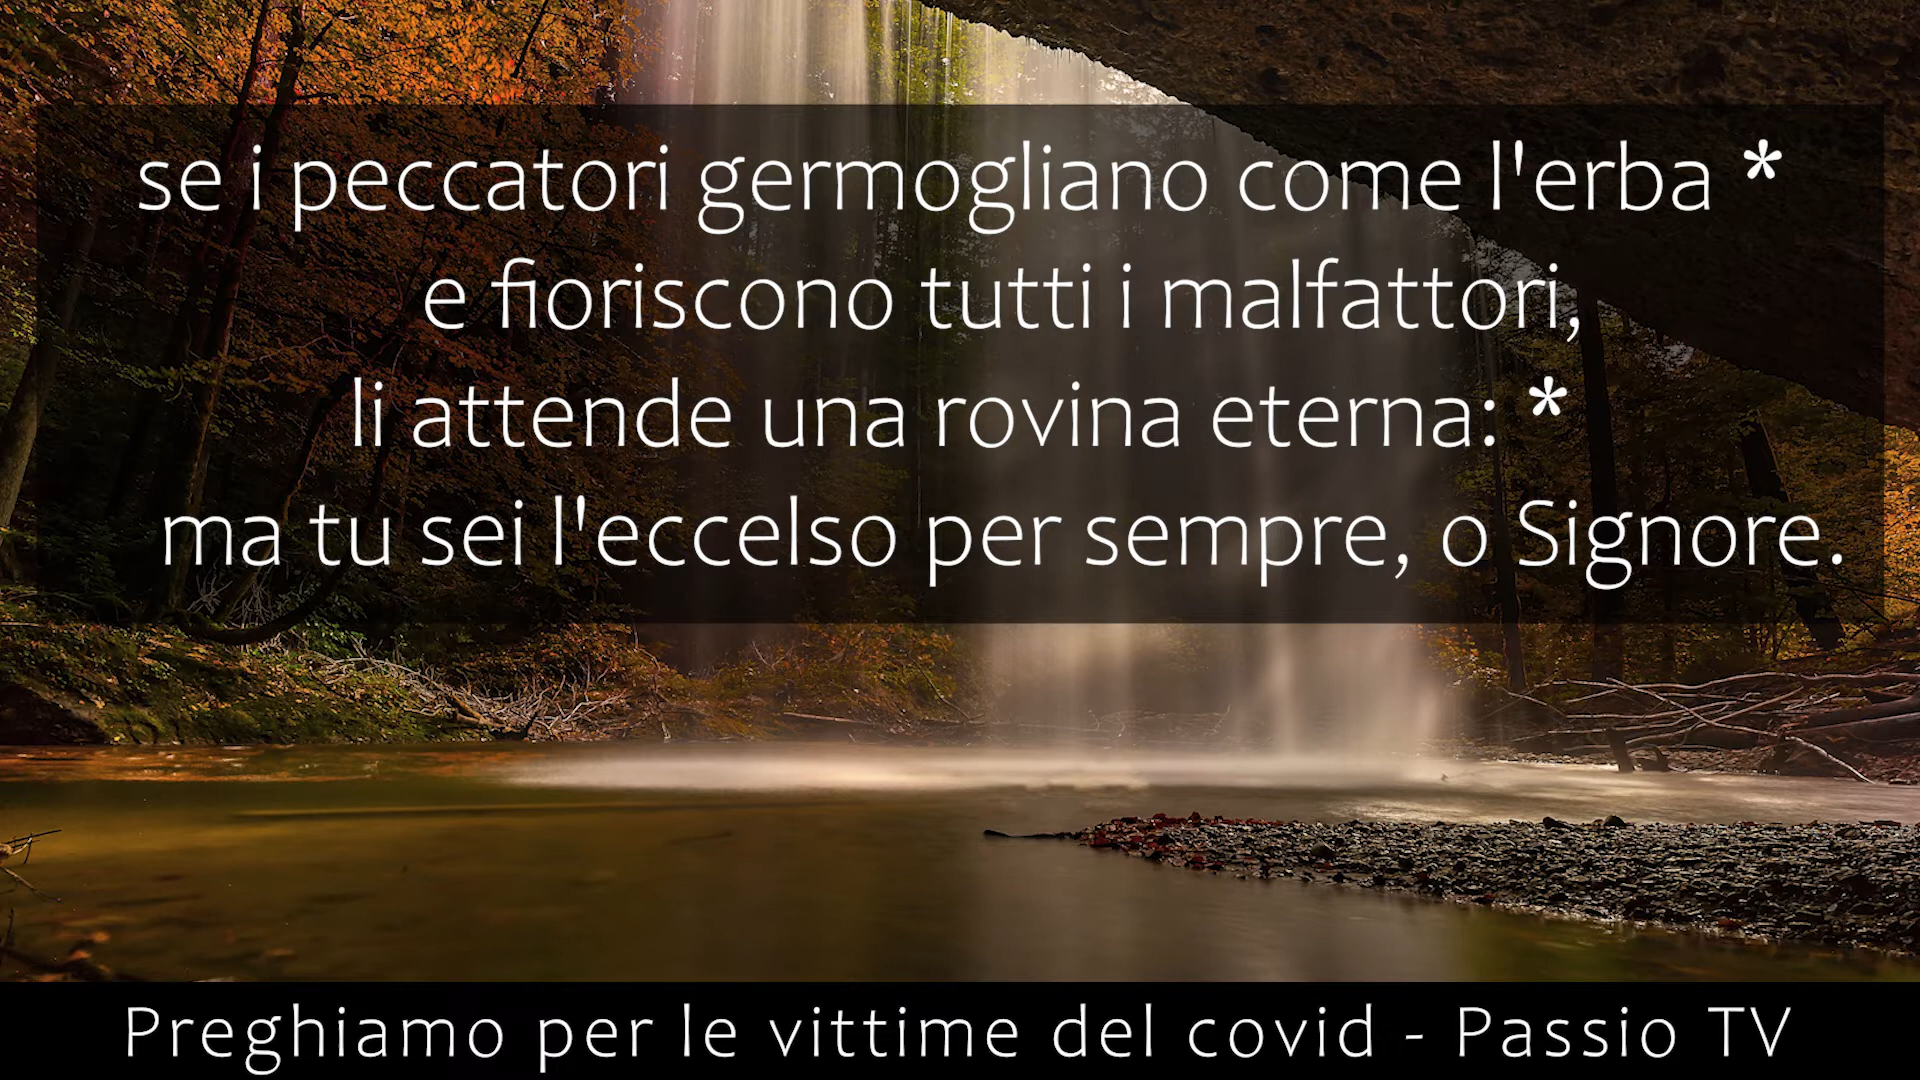 se i peccatori germogliano come l'erba *
e fioriscono tutti i malfattori,
li attende una rovina eterna: *
ma tu sei l'eccelso per sempre, o Signore.
Preghiamo per le vittime del covid - Passio TV